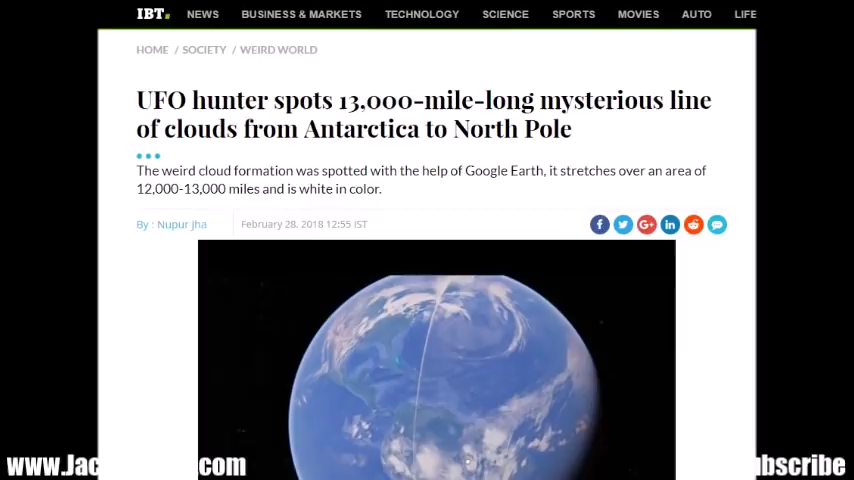 IBT. NEWS BUSINESS & MARKETS TECHNOLOGY SCIENCE SPORTS MOVIES AUTO LIFE
HOME / SOCIETY / WEIRD WORLD
UFO hunter spots 13,000-mile-long mysterious line
of clouds from Antarctica to North Pole
The weird cloud formation was spotted with the help of Google Earth, it stretches over an area of
12,000-13,000 miles and is white in color.
By : Nupur Jha February 28, 2018 12:55 IST
www.Jac .com ubscribe